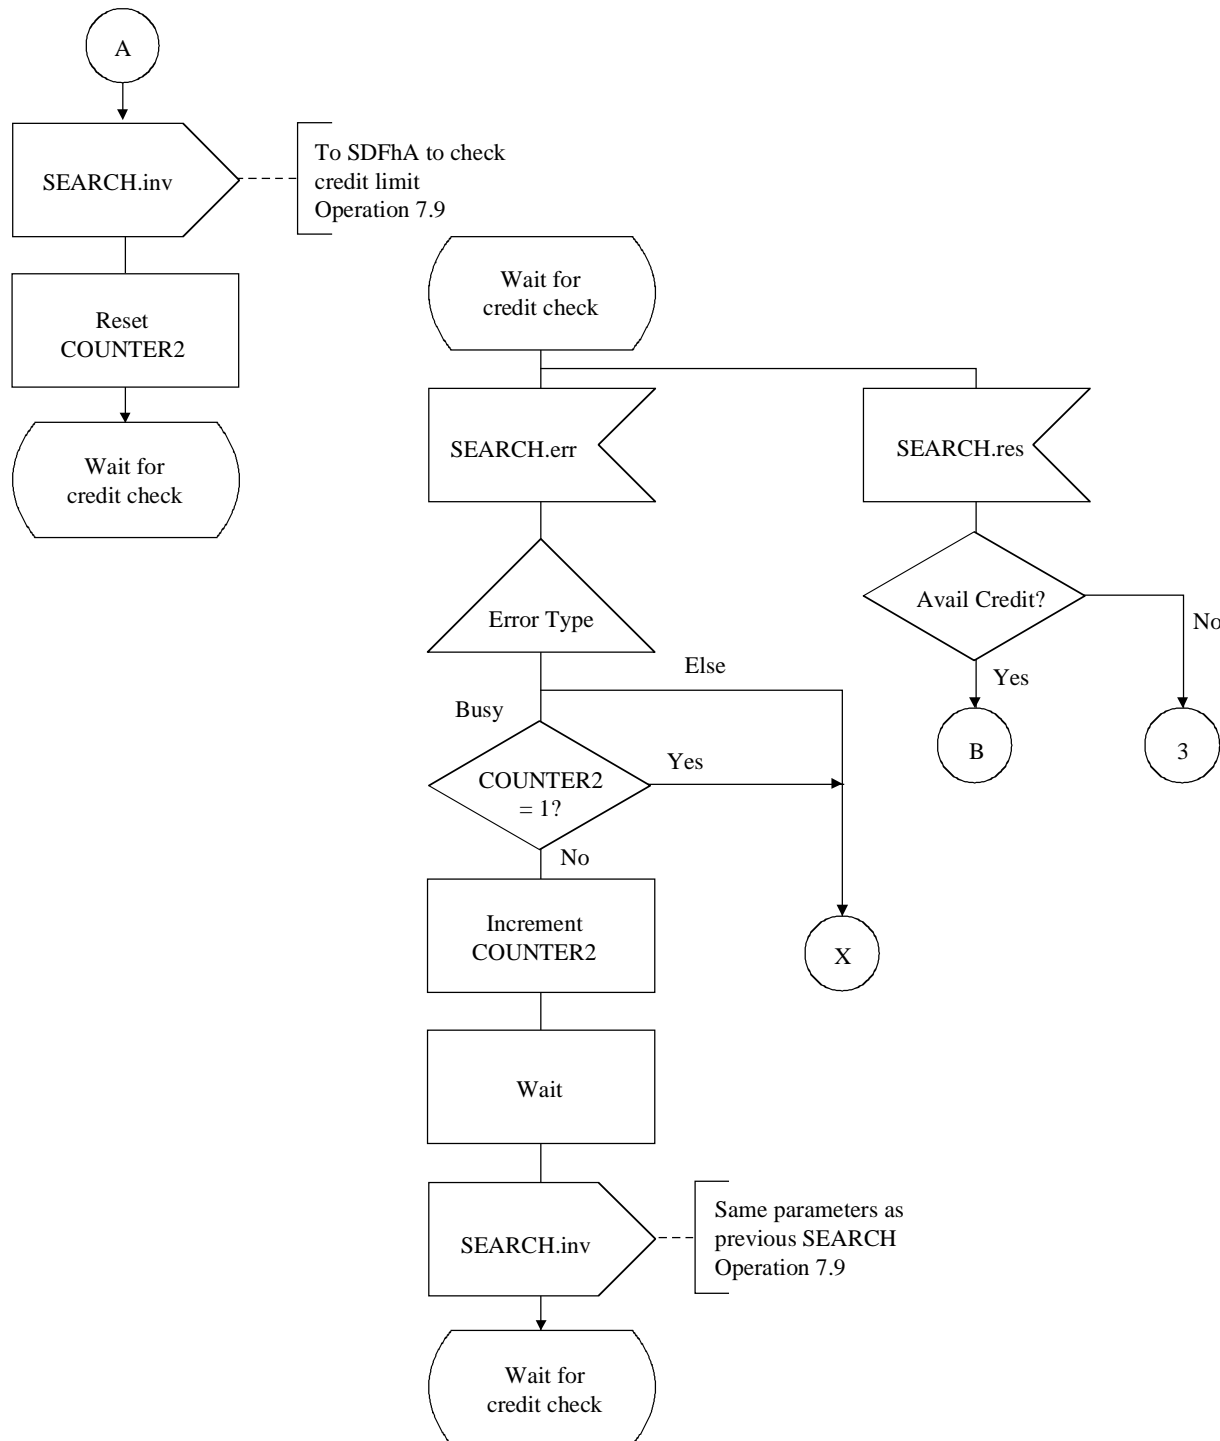 A
SEARCH.inv
To SDFhA to check
credit limit
Operation 7.9
Reset
COUNTER2
Wait for
credit check
Wait for
credit check
SEARCH.err
SEARCH.res
Error Type
Avail Credit?
No
Else
Yes
Busy
B
3
COUNTER2
= 1?
Yes
No
Increment
COUNTER2
X
Wait
SEARCH.inv
Same parameters as
previous SEARCH
Operation 7.9
Wait for
credit check